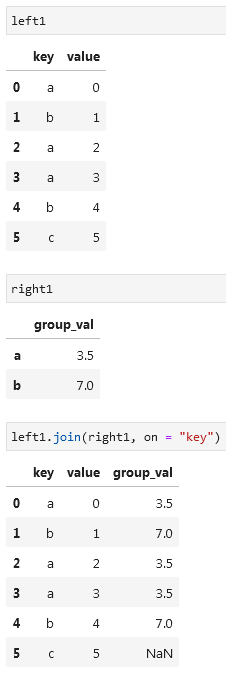 left1
key value
0 a 0
1 b 1
2 a 2
3 a 3
4 b 4
5 c 5
right1
group_val
a 3.5
b 7.0
left1.join(right1, on = "key")
key value group_val
0 a 0 3.5
1 b 1 7.0
2 a 2 3.5
3 a 3 3.5
4 b 4 7.0
5 c 5 NaN